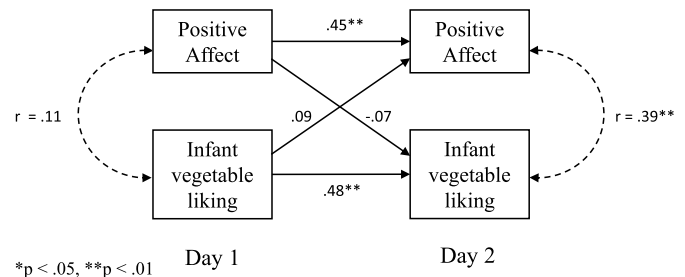 Positive
Affect
.45**
Positive
Affect
r = .11
.09
-.07
r = .39**
Infant
vegetable
liking
.48**
Infant
vegetable
liking
Day 1
Day 2
*p < .05, **p < .01